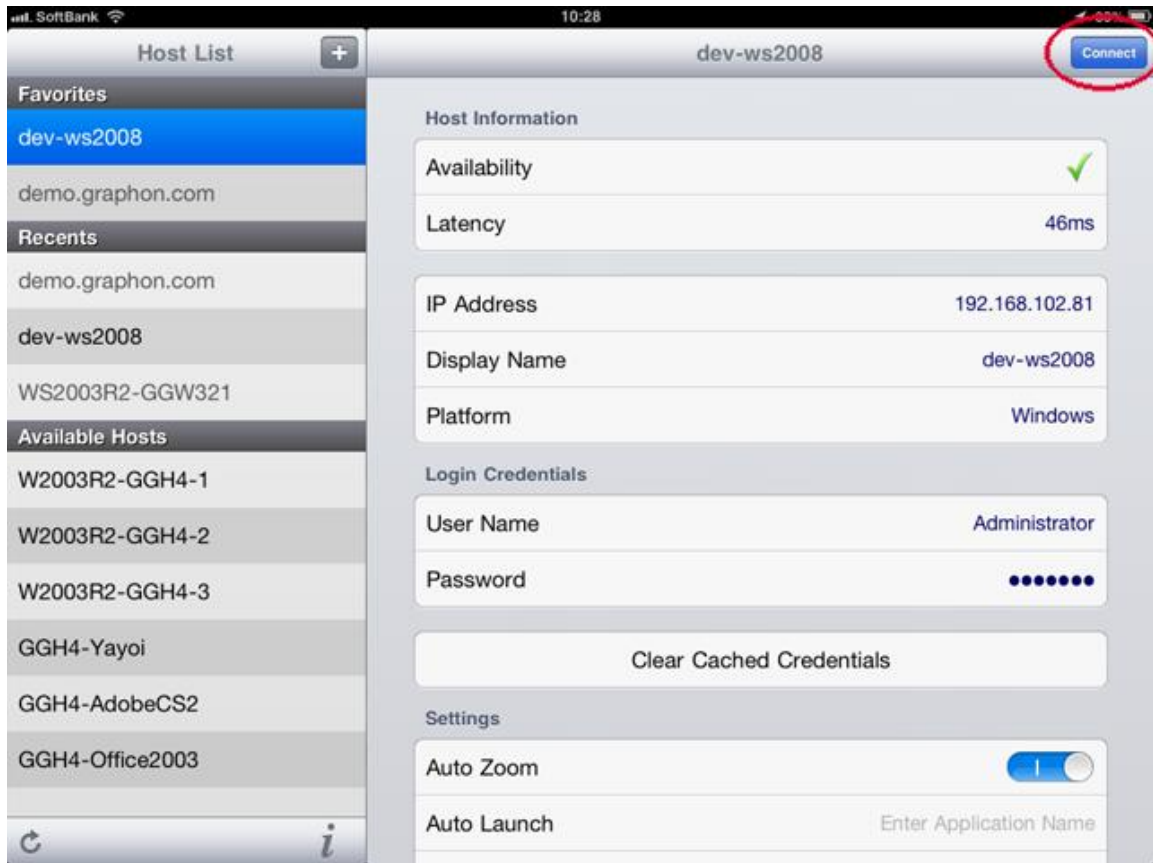 SoftBank 10:28
Host List + dev-ws2008 Connect
Favorites
dev-ws2008
demo.graphon.com
Recents
demo.graphon.com
dev-ws2008
WS2003R2-GGW321
Available Hosts
W2003R2-GGH4-1
W2003R2-GGH4-2
W2003R2-GGH4-3
GGH4-Yayoi
GGH4-AdobeCS2
GGH4-Office2003
i
Host Information
Availability
Latency 46ms
IP Address 192.168.102.81
Display Name dev-ws2008
Platform Windows
Login Credentials
User Name Administrator
Password •••••••
Clear Cached Credentials
Settings
Auto Zoom
Auto Launch Enter Application Name